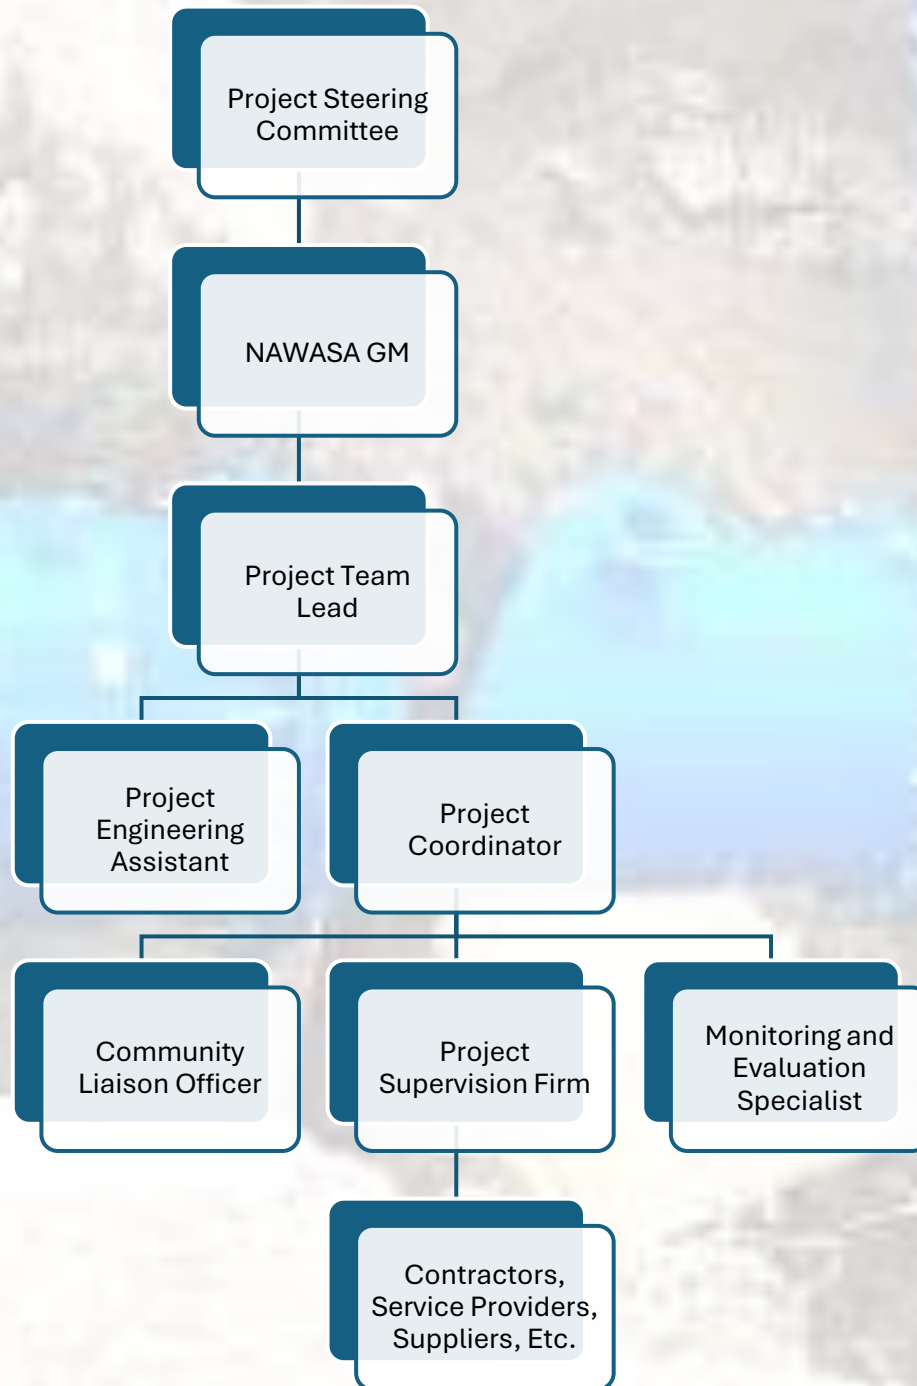 Project Steering
Committee
NAWASA GM
Project Team
Lead
Project
Engineering
Assistant
Project
Coordinator
Community
Liaison Officer
Project
Supervision Firm
Monitoring and
Evaluation
Specialist
Contractors,
Service Providers,
Suppliers, Etc.